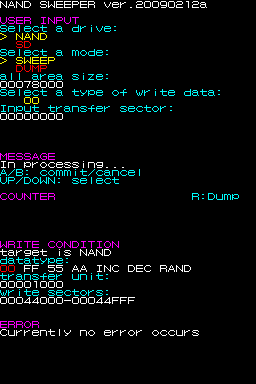 NAND SWEEPER ver.20090212a
USER INPUT
Select a drive:
> NAND
SD
Select a mode:
> SWEEP
DUMP
all area size:
00078000
Select a type of write data:
00
Input transfer sector:
00000000
MESSAGE
In processing...
A/B: commit/cancel
UP/DOWN: select
COUNTER R:Dump
WRITE CONDITION
target is NAND
datatype:
00 FF 55 AA INC DEC RAND
transfer unit:
00001000
write sectors:
00044000-00044FFF
ERROR
Currently no error occurs